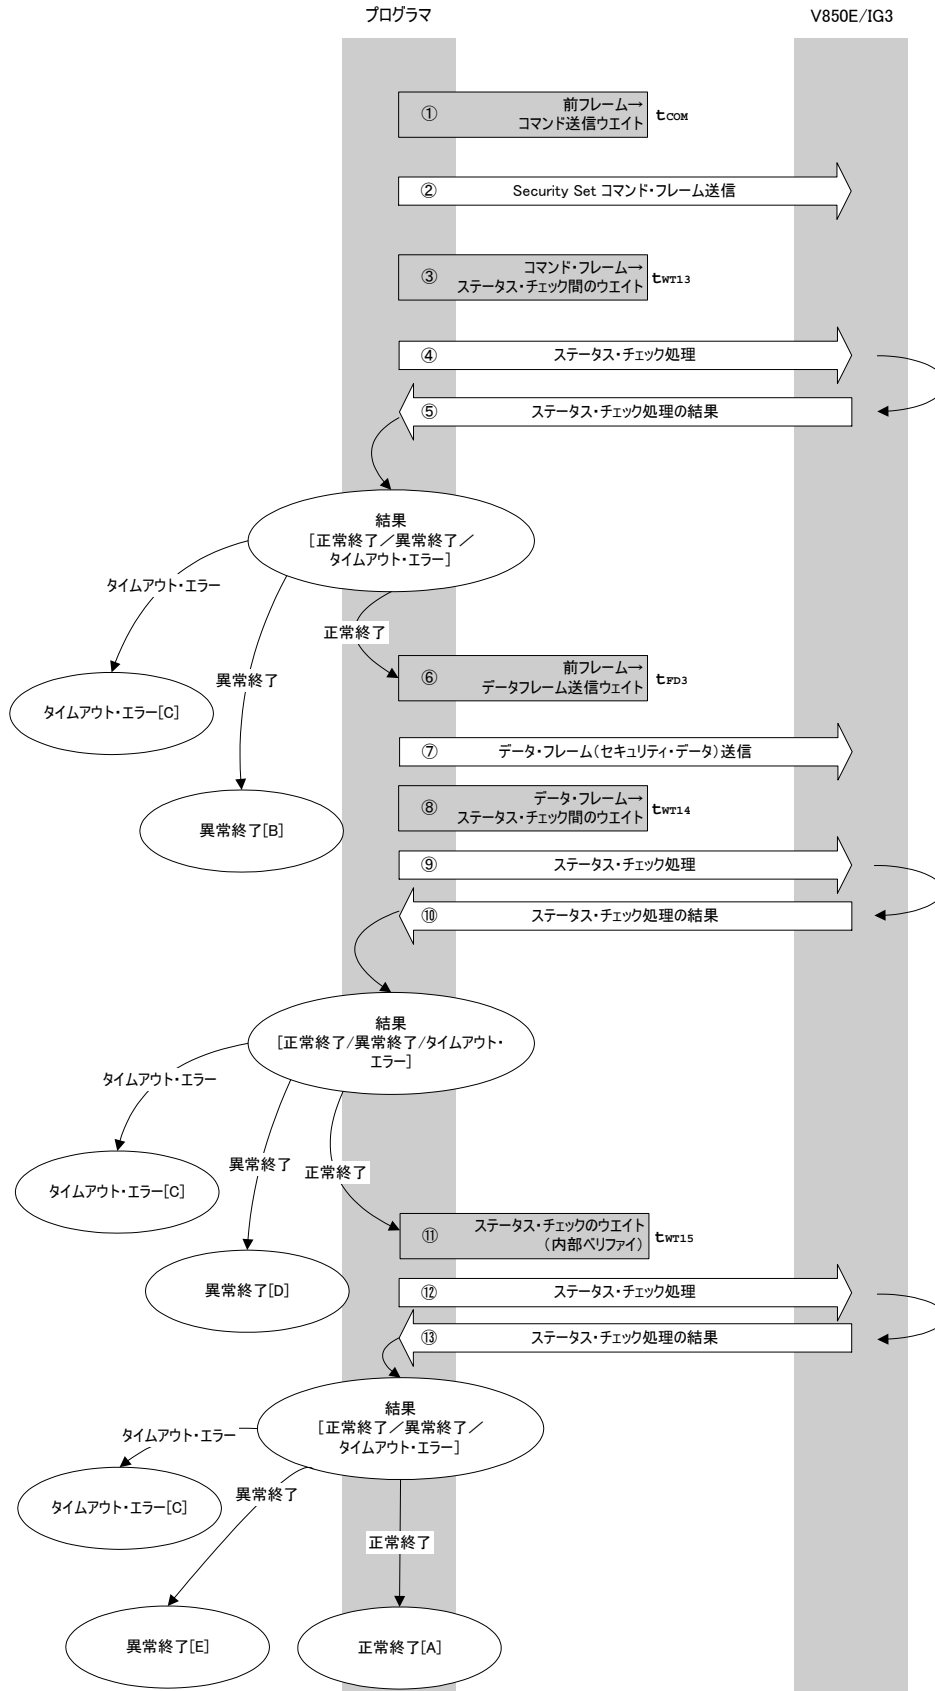 プログラマ
V850E/IG3
① 前フレーム→
コマンド送信ウエイト
tCOM
② Security Set コマンド・フレーム送信
③ コマンド・フレーム→
ステータス・チェック間のウエイト
tWT13
④ ステータス・チェック処理
⑤ ステータス・チェック処理の結果
結果
[正常終了／異常終了／
タイムアウト・エラー]
タイムアウト・エラー
正常終了
異常終了
⑥ 前フレーム→
データフレーム送信ウェイト
tFD3
タイムアウト・エラー[C]
⑦ データ・フレーム（セキュリティ・データ）送信
⑧ データ・フレーム→
ステータス・チェック間のウエイト
tWT14
異常終了[B]
⑨ ステータス・チェック処理
⑩ ステータス・チェック処理の結果
結果
[正常終了/異常終了/タイムアウト・
エラー]
タイムアウト・エラー
異常終了
正常終了
タイムアウト・エラー[C]
⑪ ステータス・チェックのウエイト
（内部ベリファイ）
tWT15
異常終了[D]
⑫ ステータス・チェック処理
⑬ ステータス・チェック処理の結果
結果
[正常終了／異常終了／
タイムアウト・エラー]
タイムアウト・エラー
異常終了
タイムアウト・エラー[C]
正常終了
異常終了[E]
正常終了[A]